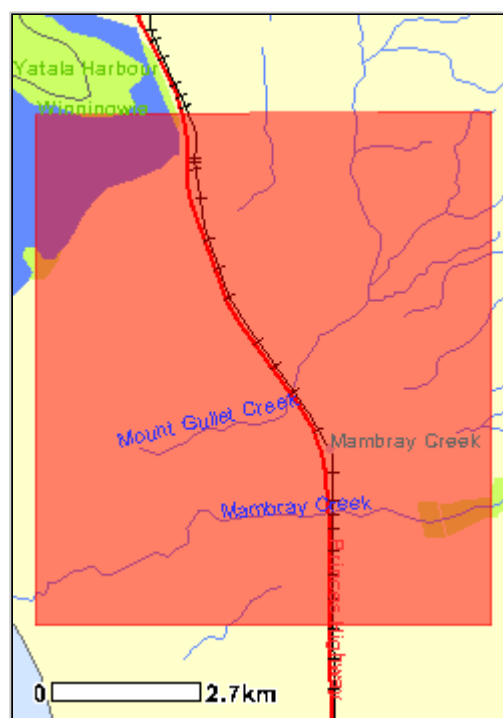 Yatala Harbour
Winninowie
Mount Gullet Creek
Mambray Creek
Mambray Creek
Princes Highway
0 2.7km